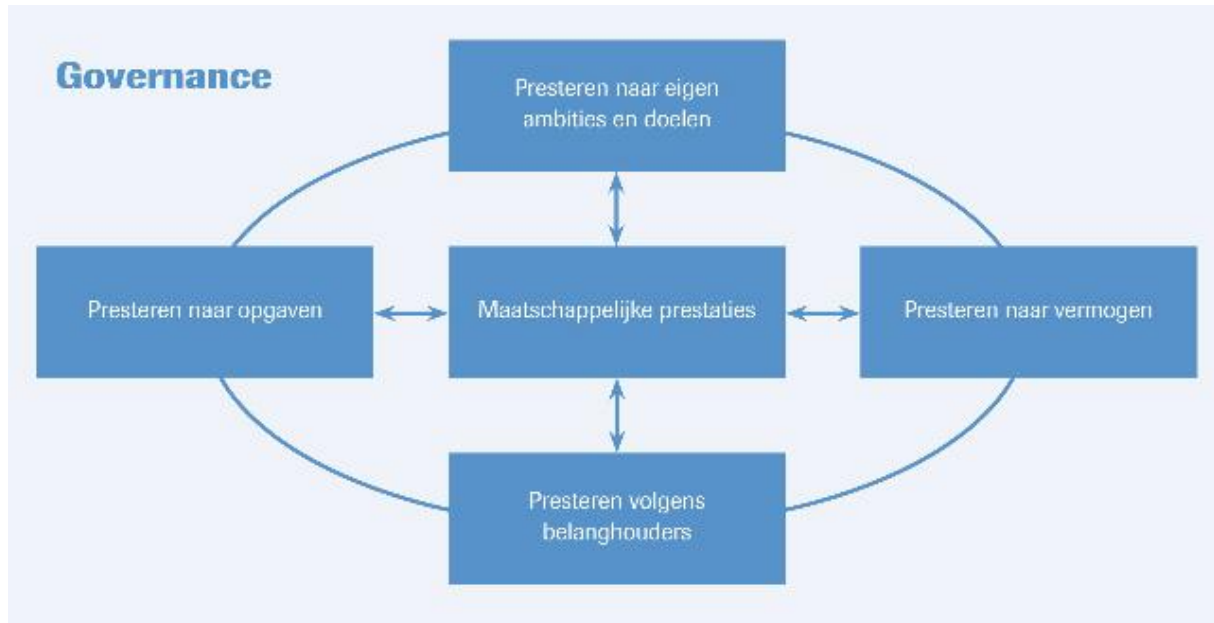 Governance
Presteren naar eigen
ambities en doelen
Presteren naar opgaven
Maatschappelijke prestaties
Presteren naar vermogen
Presteren volgens
belanghouders